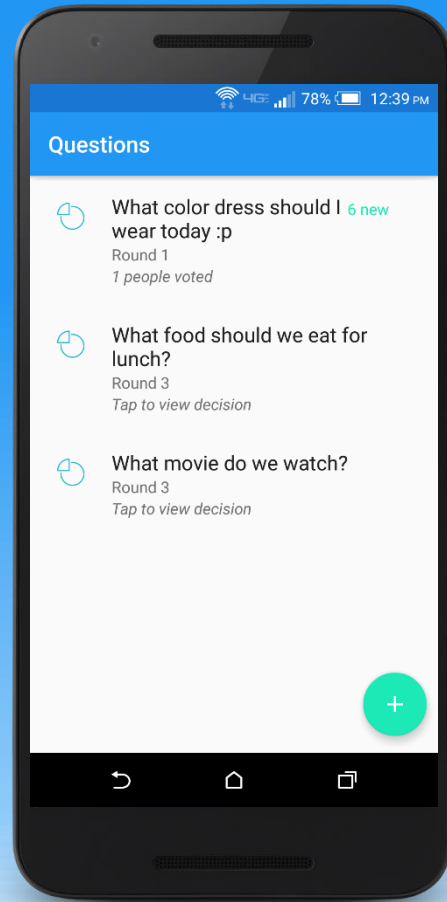 4GE 78% 12:39 PM
Questions
What color dress should I 6 new
wear today :p
Round 1
1 people voted
What food should we eat for
lunch?
Round 3
Tap to view decision
What movie do we watch?
Round 3
Tap to view decision
+